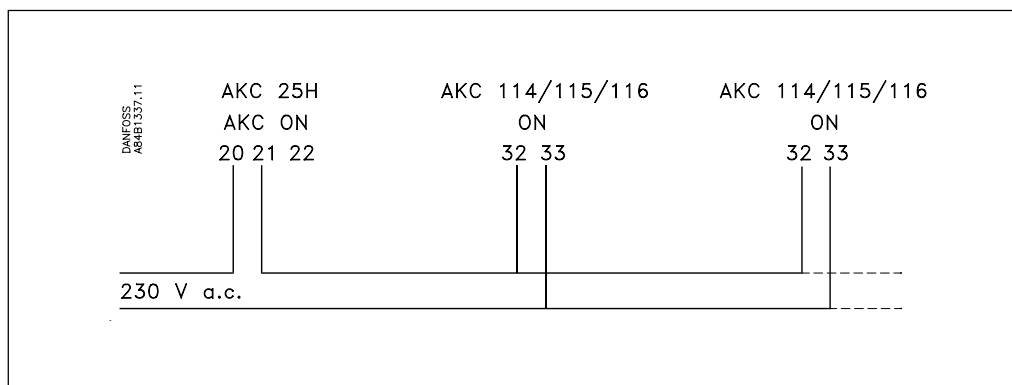 DANFOSS
A84B1337.11
AKC 25H
AKC ON
20 21 22
AKC 114/115/116
ON
32 33
AKC 114/115/116
ON
32 33
230 V a.c.